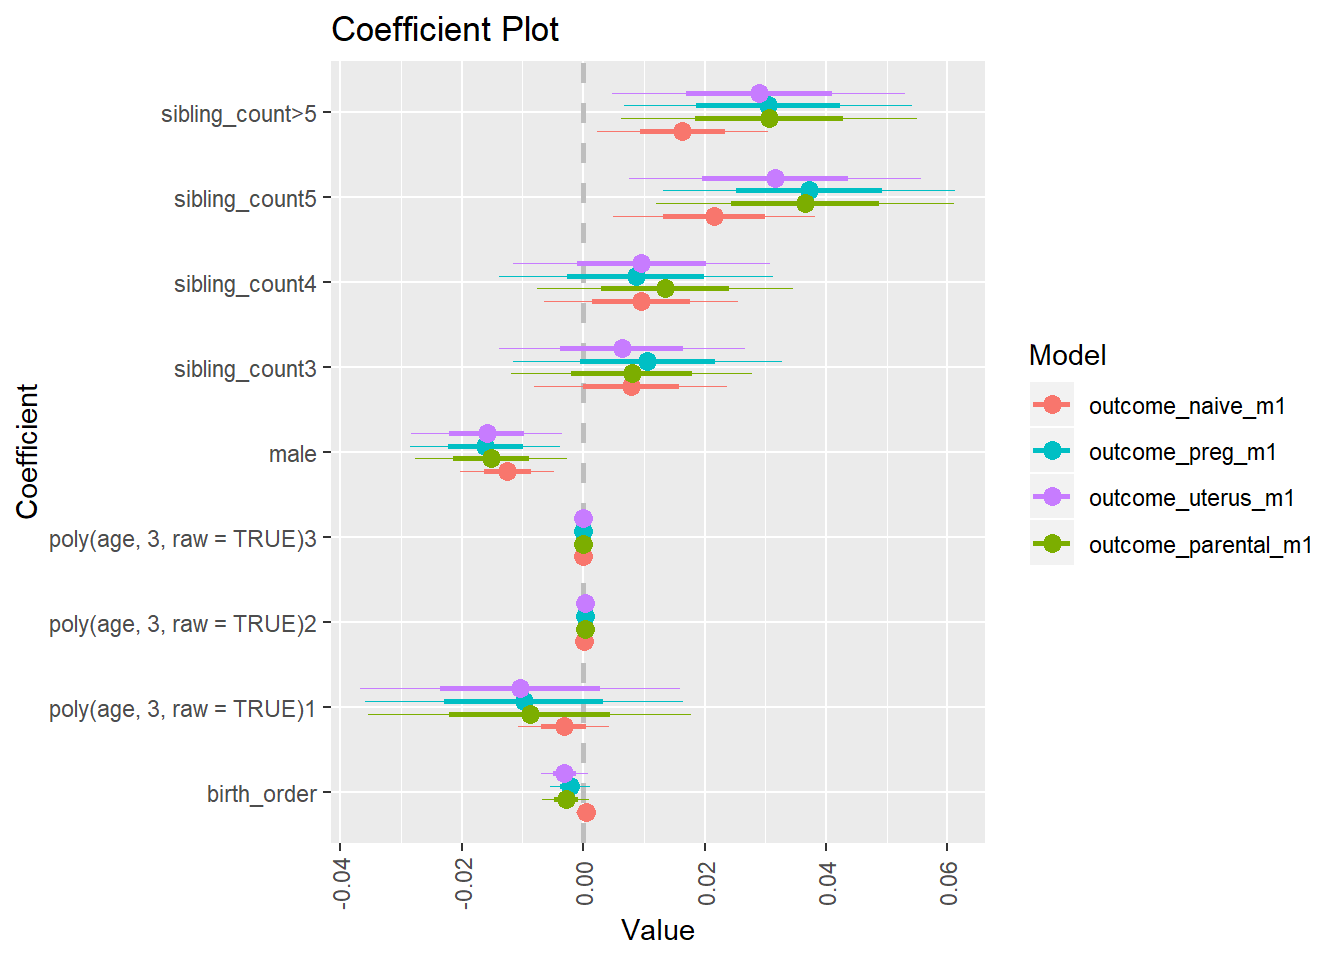 Coefficient Plot
Coefficient
sibling_count>5
sibling_count5
sibling_count4
sibling_count3
male
poly(age, 3, raw = TRUE)3
poly(age, 3, raw = TRUE)2
poly(age, 3, raw = TRUE)1
birth_order
-0.04
-0.02
0.00
0.02
0.04
0.06
Value
Model
outcome_naive_m1
outcome_preg_m1
outcome_uterus_m1
outcome_parental_m1